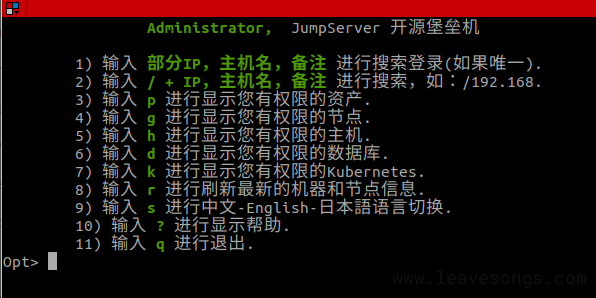 Administrator, JumpServer 开源堡垒机
1) 输入 部分IP，主机名，备注 进行搜索登录(如果唯一).
2) 输入 / + IP，主机名，备注 进行搜索，如：/192.168.
3) 输入 p 进行显示您有权限的资产.
4) 输入 g 进行显示您有权限的节点.
5) 输入 h 进行显示您有权限的主机.
6) 输入 d 进行显示您有权限的数据库.
7) 输入 k 进行显示您有权限的Kubernetes.
8) 输入 r 进行刷新最新的机器和节点信息.
9) 输入 s 进行中文-English-日本語语言切换.
10) 输入 ? 进行显示帮助.
11) 输入 q 进行退出.
Opt>
www.leavesongs.com